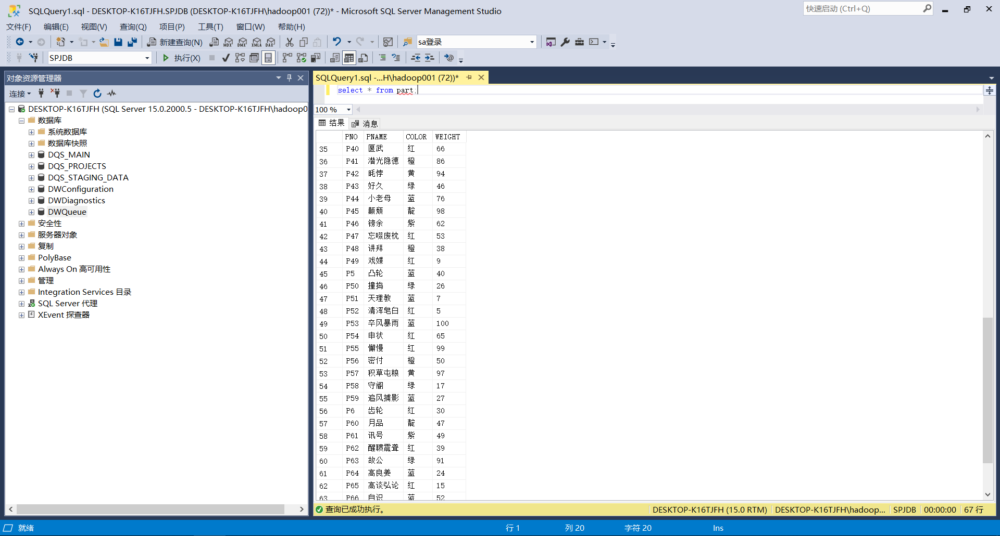 SQLQuery1.sql - DESKTOP-K16TJFH.SPJDB (DESKTOP-K16TJFH\hadoop001 (72))* - Microsoft SQL Server Management Studio
快速启动 (Ctrl+Q)
文件(F) 编辑(E) 视图(V) 查询(Q) 项目(P) 工具(T) 窗口(W) 帮助(H)
新建查询(N) MDX DMX XMLA DAX sa登录
SPJDB 执行(X)
对象资源管理器
连接
DESKTOP-K16TJFH (SQL Server 15.0.2000.5 - DESKTOP-K16TJFH\hadoop0
数据库
系统数据库
数据库快照
DQS_MAIN
DQS_PROJECTS
DQS_STAGING_DATA
DWConfiguration
DWDiagnostics
DWQueue
安全性
服务器对象
复制
PolyBase
Always On 高可用性
管理
Integration Services 目录
SQL Server 代理
XEvent 探查器
SQLQuery1.sql -...H\hadoop001 (72))*
select * from part;
100 %
结果 消息
PNO PNAME COLOR WEIGHT
35 P40 厦武 红 66
36 P41 潜光隐德 橙 86
37 P42 眊悖 黄 94
38 P43 好久 绿 46
39 P44 小老母 蓝 76
40 P45 颠颓 靛 98
41 P46 镑余 紫 62
42 P47 忘啜废枕 红 53
43 P48 讲拜 橙 38
44 P49 戏媟 红 9
45 P5 凸轮 蓝 40
46 P50 撞捣 绿 26
47 P51 天理教 蓝 7
48 P52 清浑皂白 红 5
49 P53 卒风暴雨 蓝 100
50 P54 申状 红 65
51 P55 懈慢 红 99
52 P56 密付 橙 50
53 P57 积草屯粮 黄 97
54 P58 守阍 绿 17
55 P59 追风捕影 蓝 27
56 P6 齿轮 红 30
57 P60 月品 靛 47
58 P61 讯号 紫 49
59 P62 醒聩震聋 红 39
60 P63 故公 绿 91
61 P64 高良姜 蓝 24
62 P65 高谈弘论 红 15
63 P66 自识 蓝 52
查询已成功执行。
DESKTOP-K16TJFH (15.0 RTM) DESKTOP-K16TJFH\hadoop... SPJDB 00:00:00 67 行
就绪 行 1 列 20 字符 20 Ins